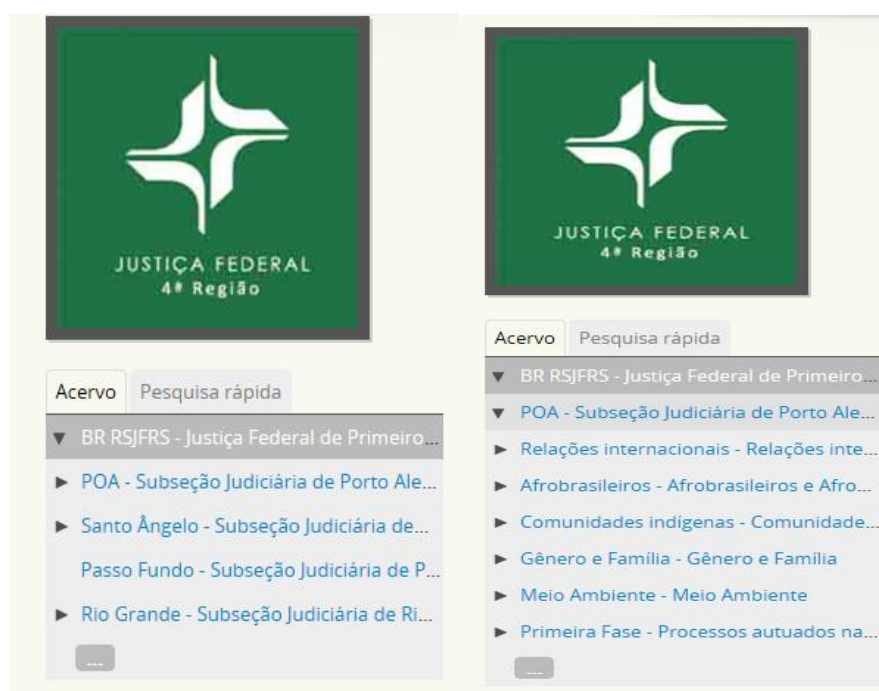 JUSTIÇA FEDERAL
4ª Região
Acervo Pesquisa rápida
BR RSJFRS - Justiça Federal de Primeiro...
POA - Subseção Judiciária de Porto Ale...
Santo Ângelo - Subseção Judiciária de...
Passo Fundo - Subseção Judiciária de P...
Rio Grande - Subseção Judiciária de Ri...
...
JUSTIÇA FEDERAL
4ª Região
Acervo Pesquisa rápida
BR RSJFRS - Justiça Federal de Primeiro...
POA - Subseção Judiciária de Porto Ale...
Relações internacionais - Relações inte...
Afrobrasileiros - Afrobrasileiros e Afro...
Comunidades indígenas - Comunidade...
Gênero e Família - Gênero e Família
Meio Ambiente - Meio Ambiente
Primeira Fase - Processos autuados na...
...